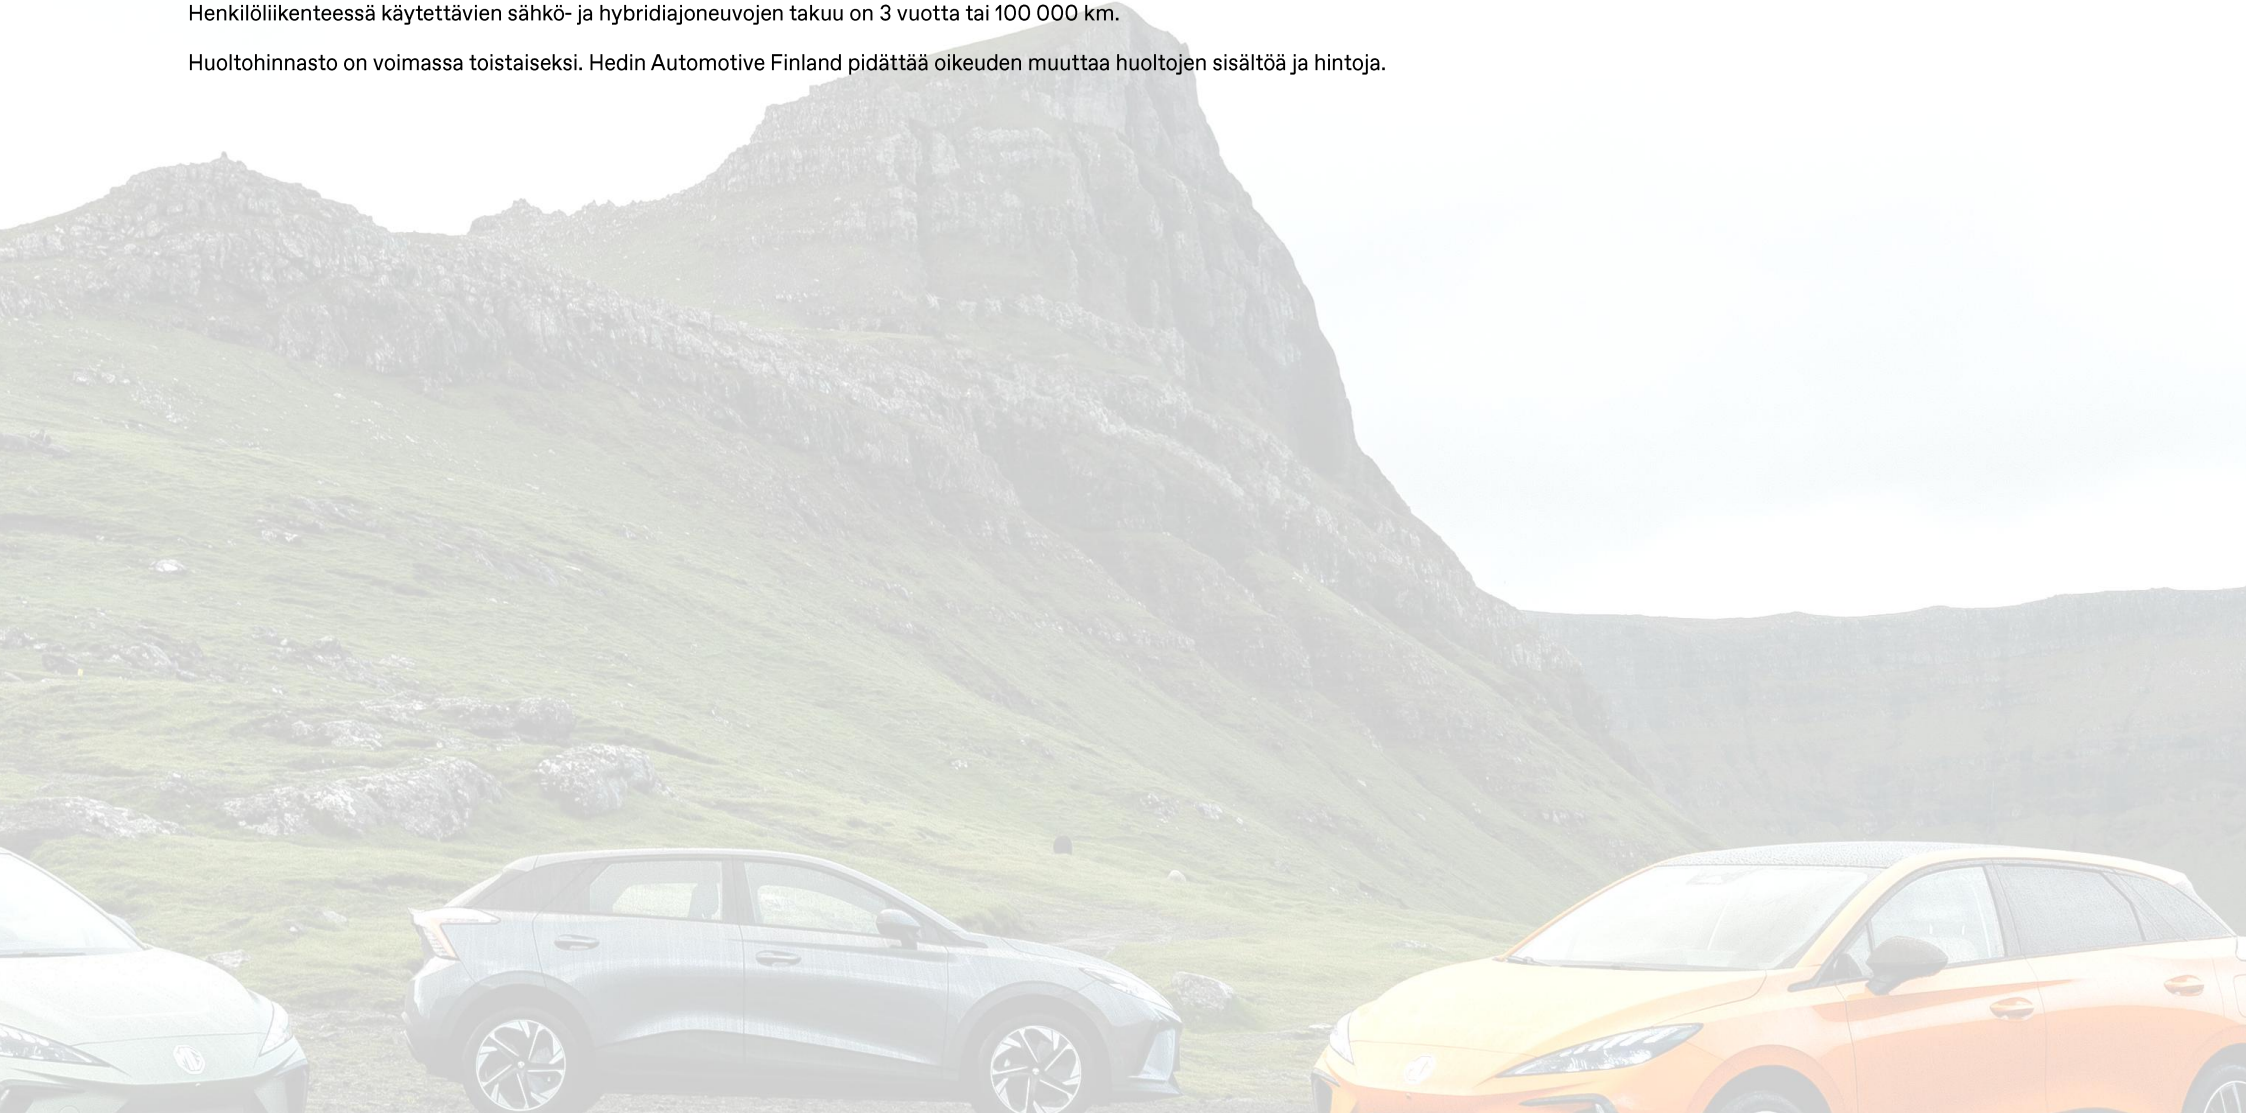 Henkilöliikenteessä käytettävien sähkö- ja hybridiajoneuvojen takuu on 3 vuotta tai 100 000 km.
Huoltohinnasto on voimassa toistaiseksi. Hedin Automotive Finland pidättää oikeuden muuttaa huoltojen sisältöä ja hintoja.